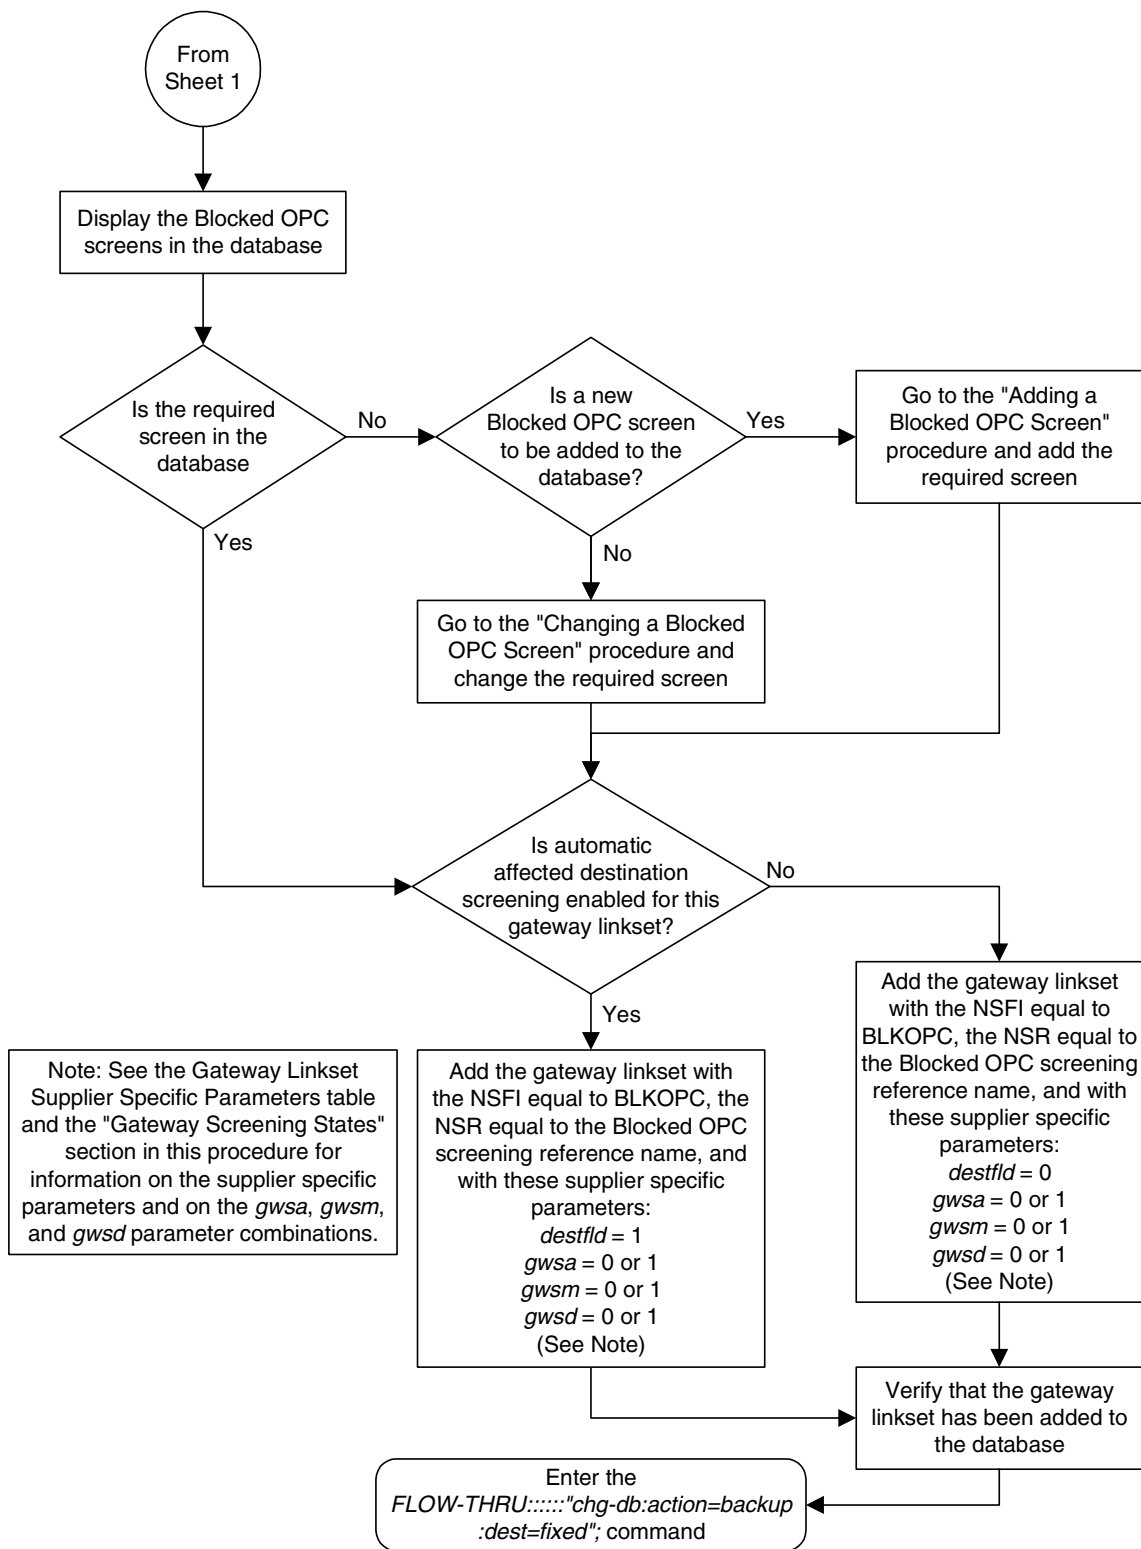 From
Sheet 1
Display the Blocked OPC
screens in the database
Is the required
screen in the
database
No
Yes
Is a new
Blocked OPC screen
to be added to the
database?
Yes
No
Go to the "Adding a
Blocked OPC Screen"
procedure and add the
required screen
Go to the "Changing a Blocked
OPC Screen" procedure and
change the required screen
Is automatic
affected destination
screening enabled for this
gateway linkset?
No
Yes
Add the gateway linkset
with the NSFI equal to
BLKOPC, the NSR equal to
the Blocked OPC screening
reference name, and with
these supplier specific
parameters:
destfld = 0
gwsa = 0 or 1
gwsm = 0 or 1
gwsd = 0 or 1
(See Note)
Note: See the Gateway Linkset
Supplier Specific Parameters table
and the "Gateway Screening States"
section in this procedure for
information on the supplier specific
parameters and on the gwsa, gwsm,
and gwsd parameter combinations.
Add the gateway linkset with
the NSFI equal to BLKOPC, the
NSR equal to the Blocked OPC
screening reference name, and
with these supplier specific
parameters:
destfld = 1
gwsa = 0 or 1
gwsm = 0 or 1
gwsd = 0 or 1
(See Note)
Verify that the gateway
linkset has been added to
the database
Enter the
FLOW-THRU::::::"chg-db:action=backup
:dest=fixed"; command